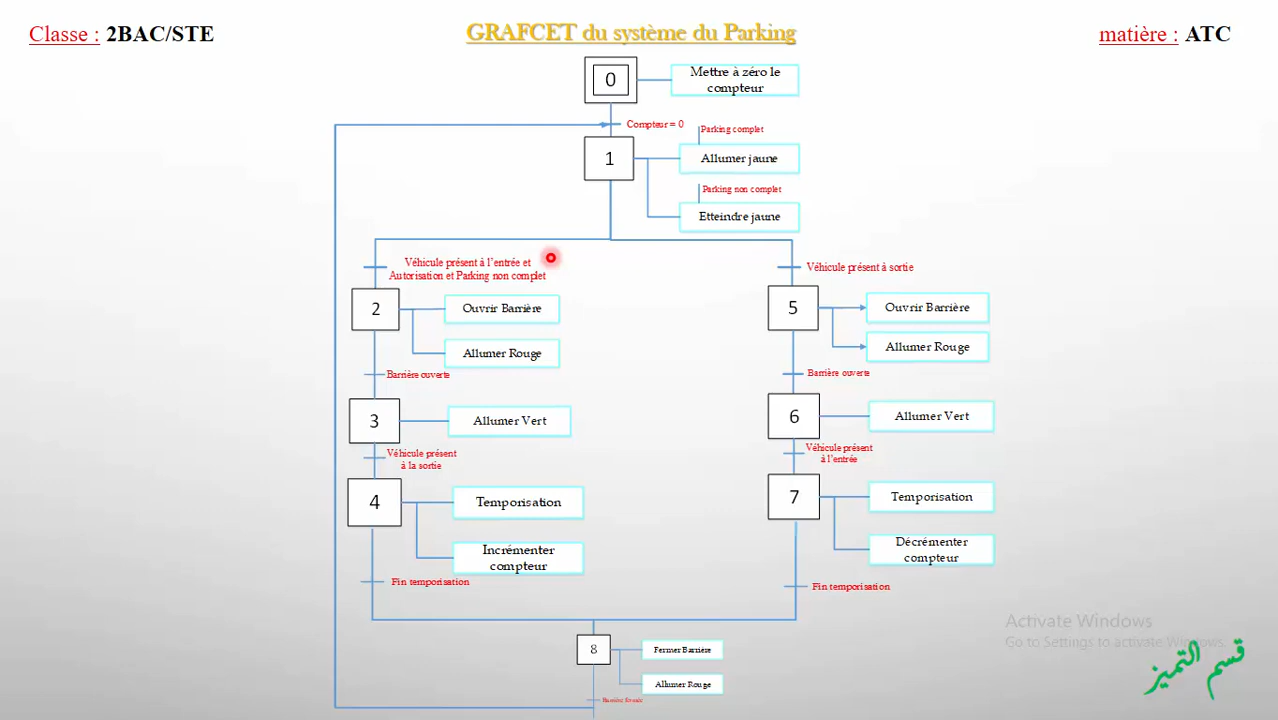 Classe : 2BAC/STE
GRAFCET du système du Parking
matière : ATC
0
Mettre à zéro le
compteur
Compteur = 0
Parking complet
1
Allumer jaune
Parking non complet
Etteindre jaune
Véhicule présent à l'entrée et
Autorisation et Parking non complet
Véhicule présent à sortie
2
Ouvrir Barrière
Allumer Rouge
5
Ouvrir Barrière
Allumer Rouge
Barrière ouverte
Barrière ouverte
3
Allumer Vert
6
Allumer Vert
Véhicule présent
à la sortie
Véhicule présent
à l'entrée
4
Temporisation
Incrémenter
compteur
7
Temporisation
Décrémenter
compteur
Fin temporisation
Fin temporisation
8
Fermer Barrière
Allumer Rouge
Barrière fermée
Activate Windows
Go to Settings to activate Windows.
قسم التميز